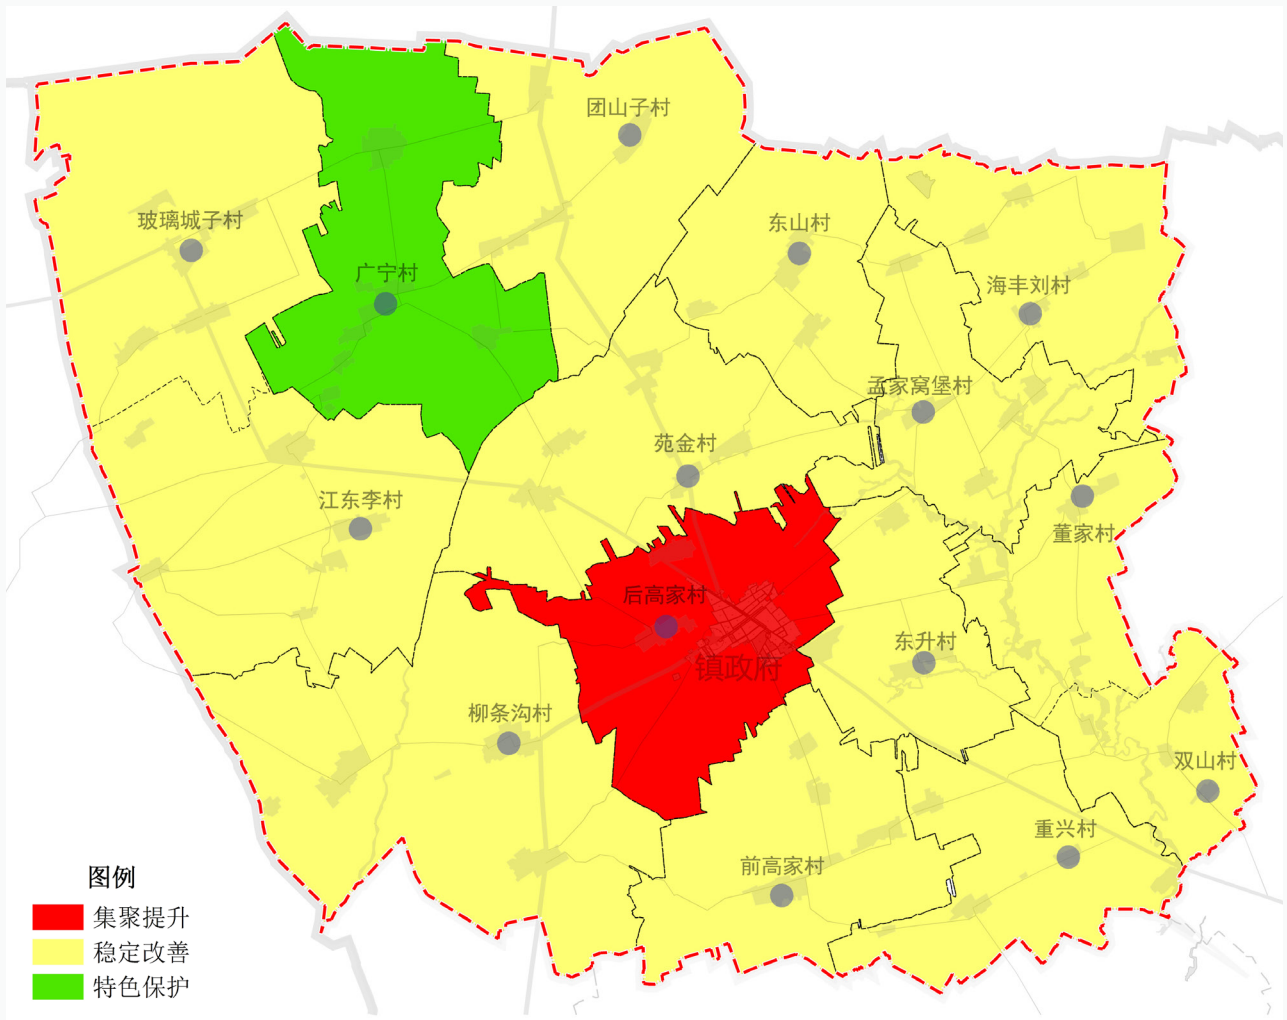 团山子村
玻璃城子村
东山村
广宁村
海丰刘村
孟家窝堡村
苑金村
江东李村
董家村
后高家村
东升村
镇政府
柳条沟村
双山村
重兴村
前高家村
图例
集聚提升
稳定改善
特色保护